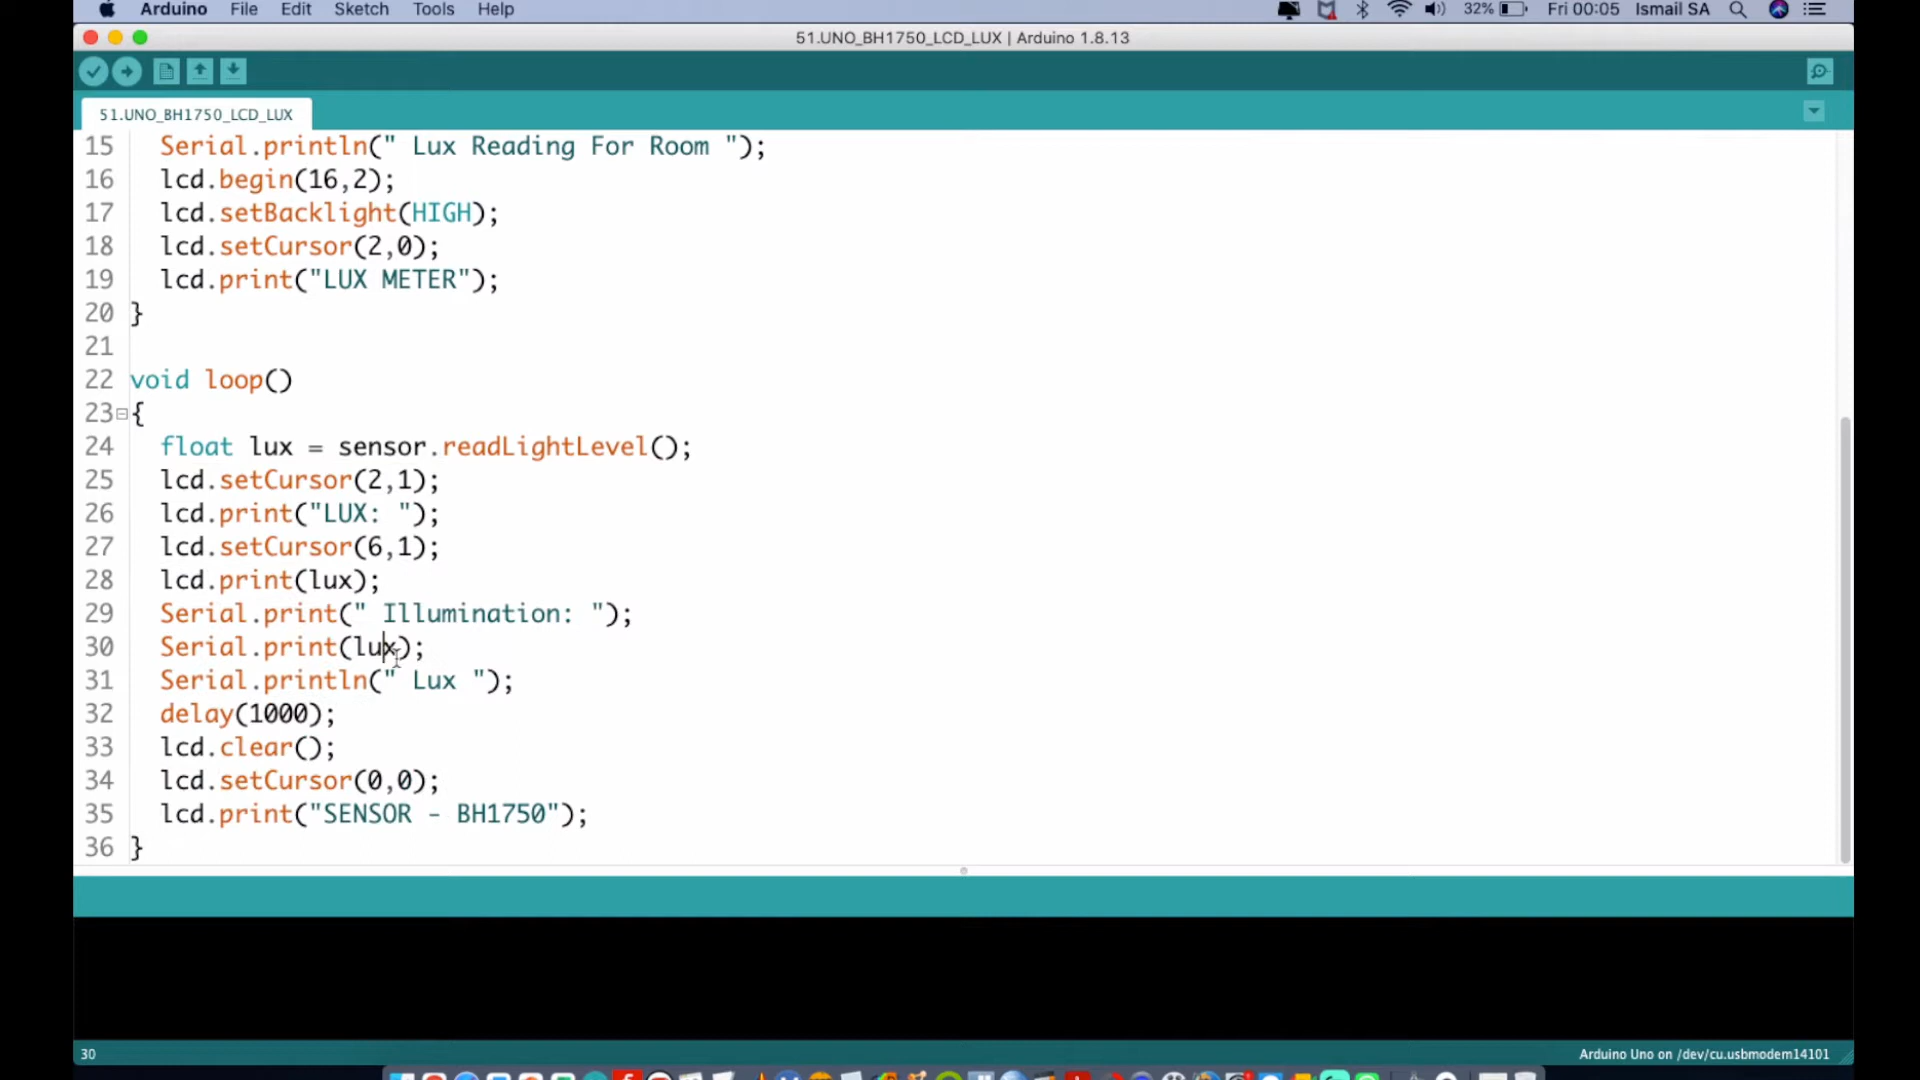 Arduino File Edit Sketch Tools Help 32% Fri 00:05 Ismail SA
51.UNO_BH1750_LCD_LUX | Arduino 1.8.13
51.UNO_BH1750_LCD_LUX
15 Serial.println(" Lux Reading For Room ");
16 lcd.begin(16,2);
17 lcd.setBacklight(HIGH);
18 lcd.setCursor(2,0);
19 lcd.print("LUX METER");
20 }
21
22 void loop()
23 {
24 float lux = sensor.readLightLevel();
25 lcd.setCursor(2,1);
26 lcd.print("LUX: ");
27 lcd.setCursor(6,1);
28 lcd.print(lux);
29 Serial.print(" Illumination: ");
30 Serial.print(lux);
31 Serial.println(" Lux ");
32 delay(1000);
33 lcd.clear();
34 lcd.setCursor(0,0);
35 lcd.print("SENSOR - BH1750");
36 }
30 Arduino Uno on /dev/cu.usbmodem14101